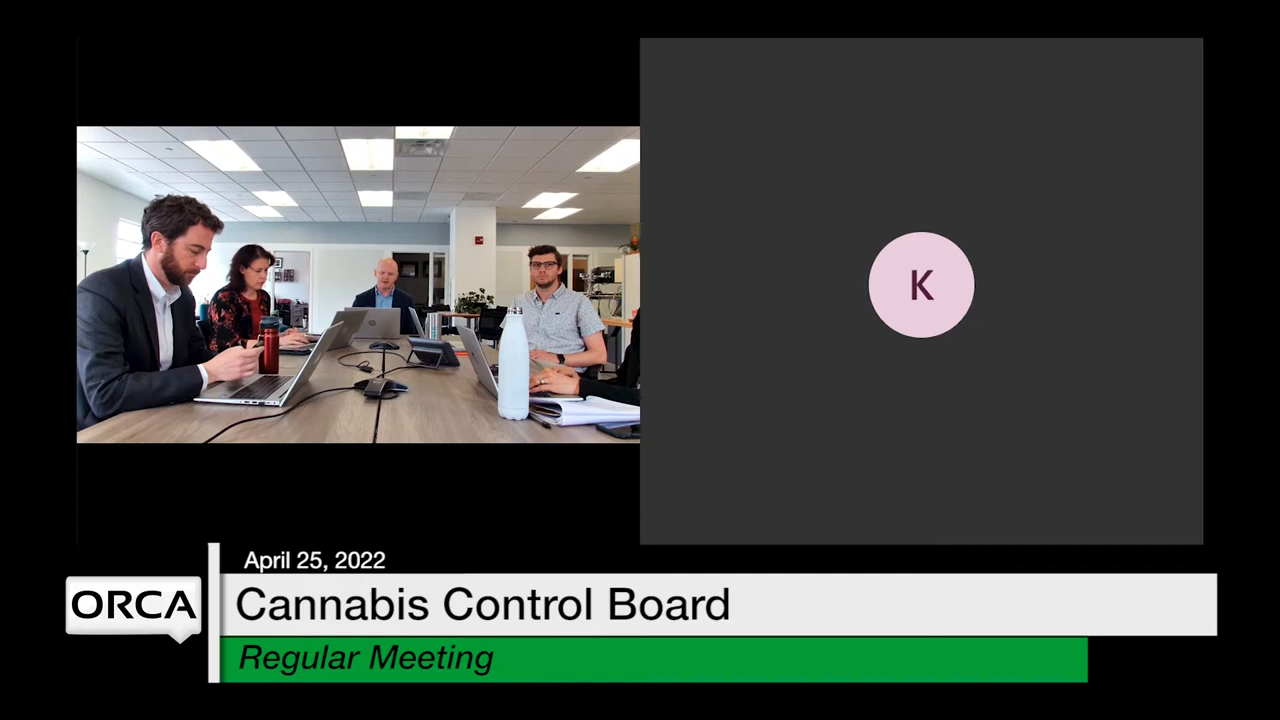 K
April 25, 2022
ORCA
Cannabis Control Board
Regular Meeting